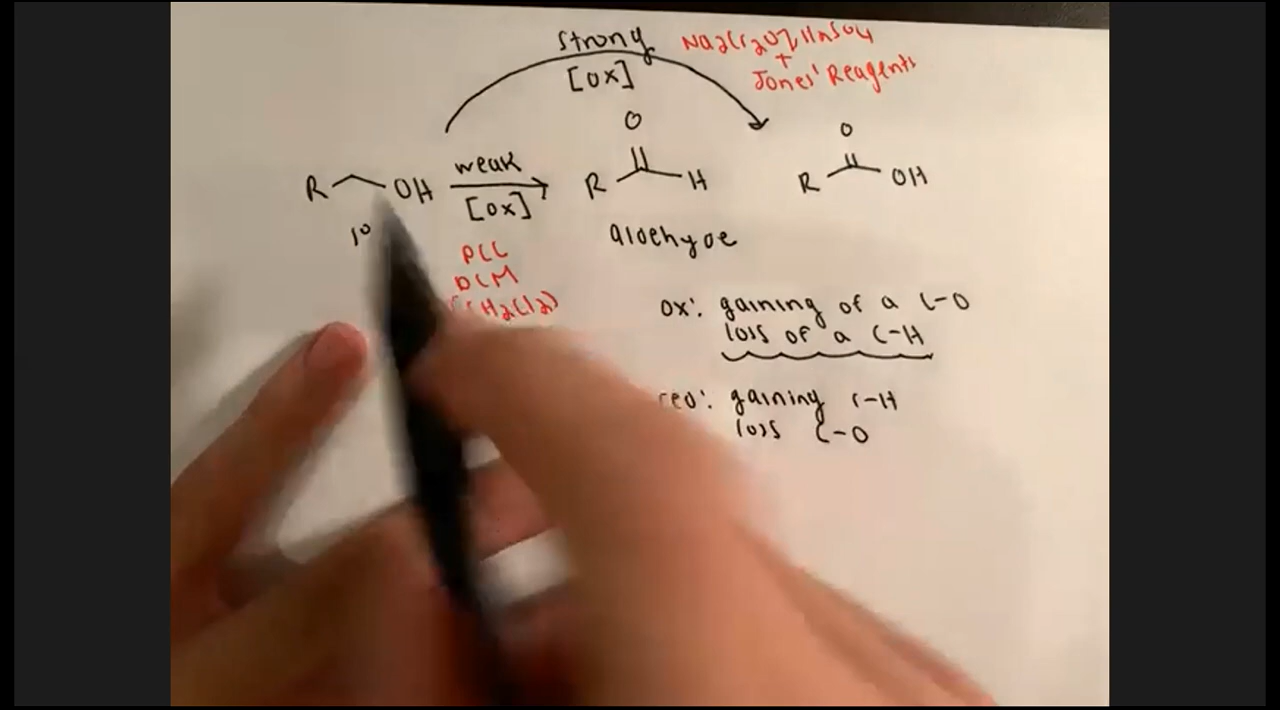 strong
[ox]
Na2Cr2O7, H2SO4
+
Jones' Reagents
R OH
1°
weak
[ox]
PCC
DCM
CH2Cl2)
O
R H
aldehyde
O
R OH
ox: gaining of a C-O
loss of a C-H
red: gaining C-H
loss C-O